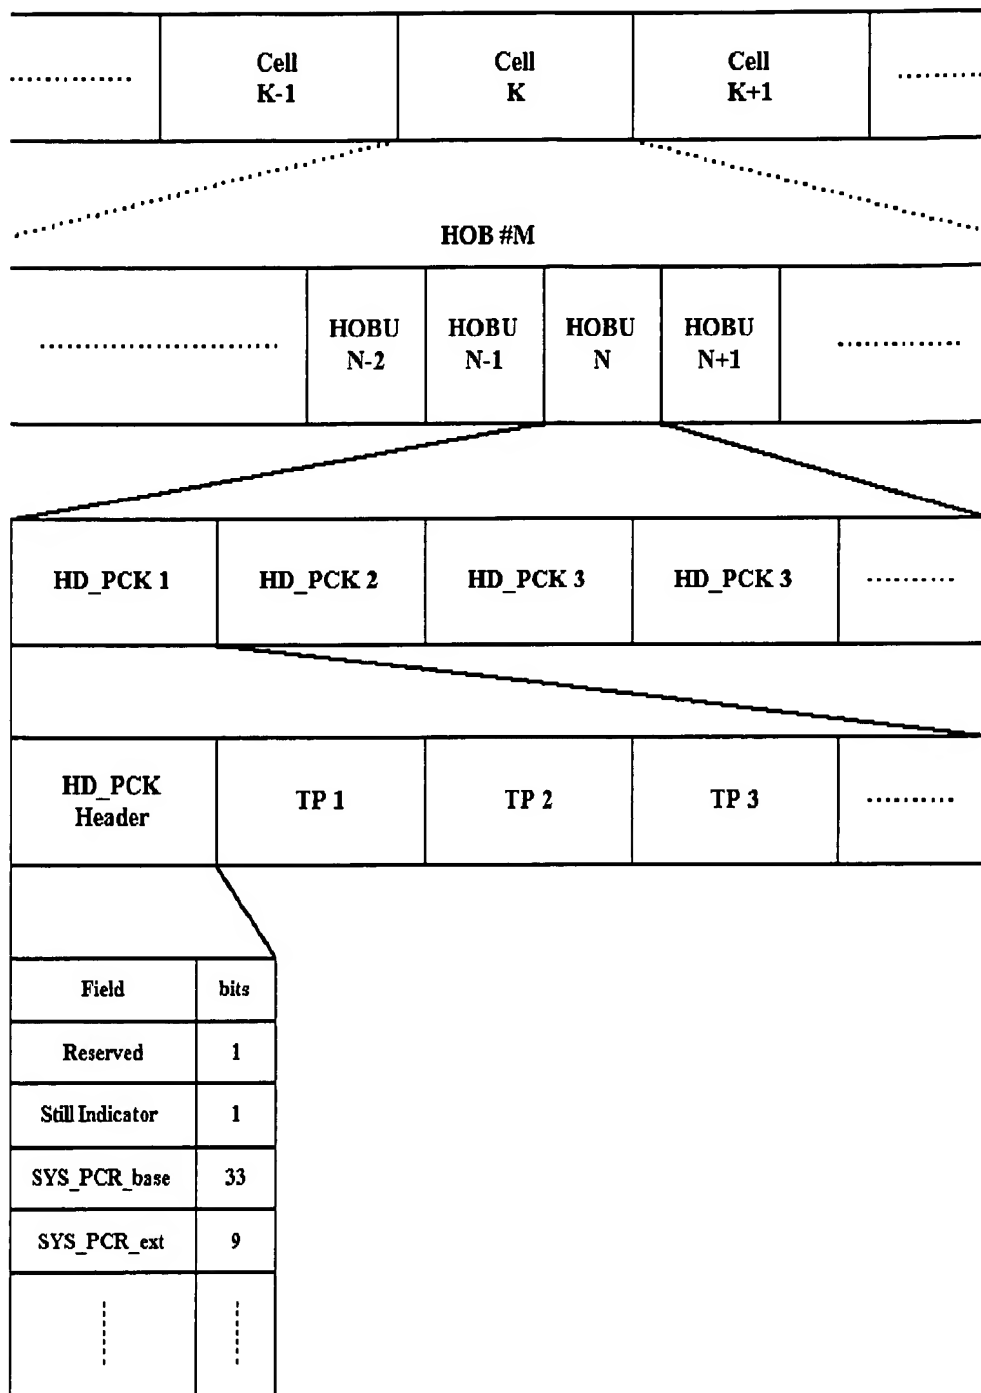 Cell
K-1
Cell
K
Cell
K+1
HOB #M
HOBU
N-2
HOBU
N-1
HOBU
N
HOBU
N+1
HD_PCK 1
HD_PCK 2
HD_PCK 3
HD_PCK 3
HD_PCK
Header
TP 1
TP 2
TP 3
Field bits
Reserved 1
Still Indicator 1
SYS_PCR_base 33
SYS_PCR_ext 9